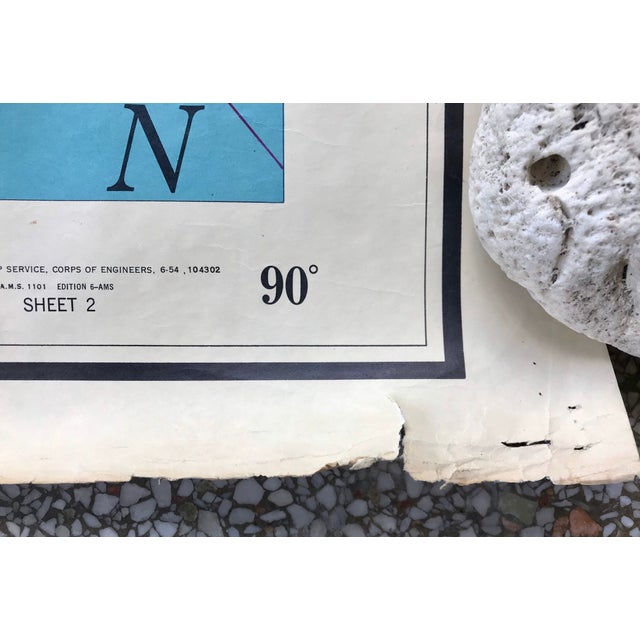 N
SERVICE, CORPS OF ENGINEERS, 6-54 , 104302
A.M.S. 1101 EDITION 6-AMS
SHEET 2
90°